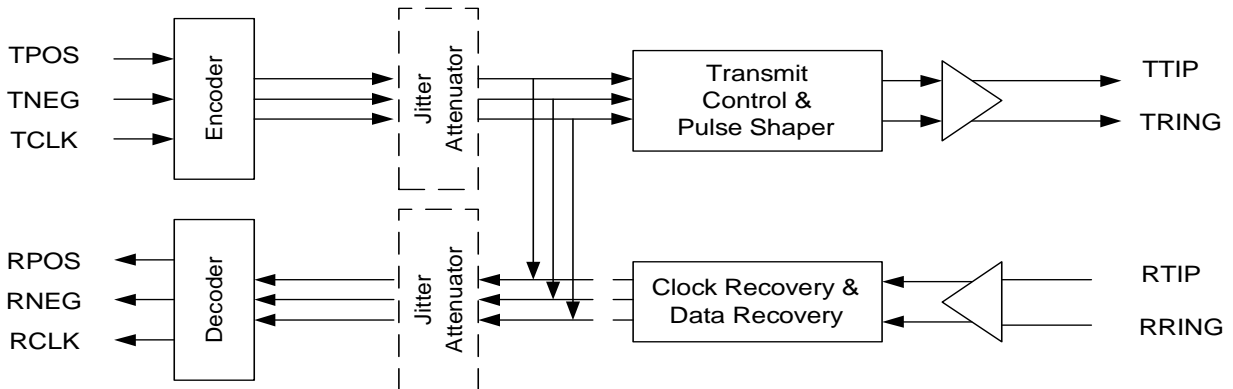 TPOS
TNEG
TCLK
Encoder
Jitter
Attenuator
Transmit
Control &
Pulse Shaper
TTIP
TRING
RPOS
RNEG
RCLK
Decoder
Jitter
Attenuator
Clock Recovery &
Data Recovery
RTIP
RRING